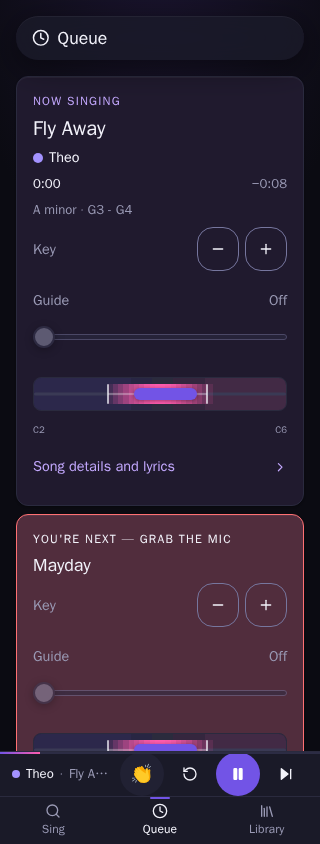 Queue
NOW SINGING
Fly Away
Theo
0:00 −0:08
A minor · G3 - G4
Key − +
Guide Off
C2 C6
Song details and lyrics
YOU'RE NEXT — GRAB THE MIC
Mayday
Key − +
Guide Off
Theo · Fly A···
Sing Queue Library